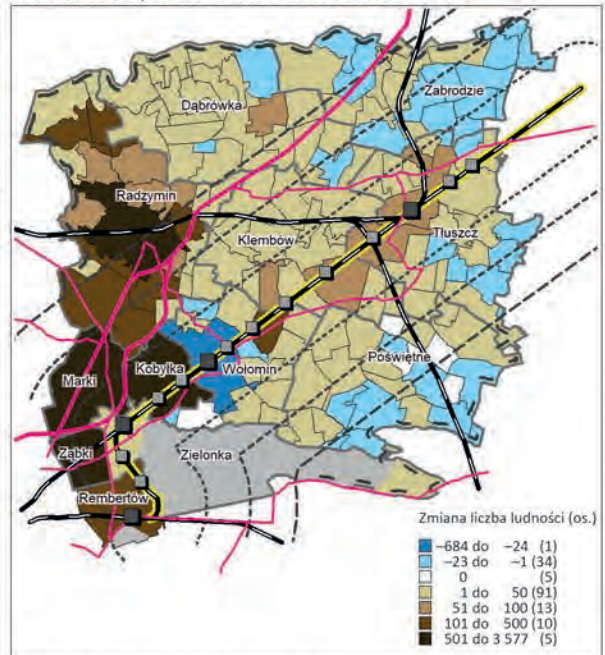 Dąbrówka
Zabrodzie
Radzymin
Klembów
Tłuszcz
Poświętne
Kobyłka
Wołomin
Marki
Ząbki
Zielonka
Rembertów
Zmiana liczba ludności (os.)
−684 do −24 (1)
−23 do −1 (34)
0 (5)
1 do 50 (91)
51 do 100 (13)
101 do 500 (10)
501 do 3 577 (5)